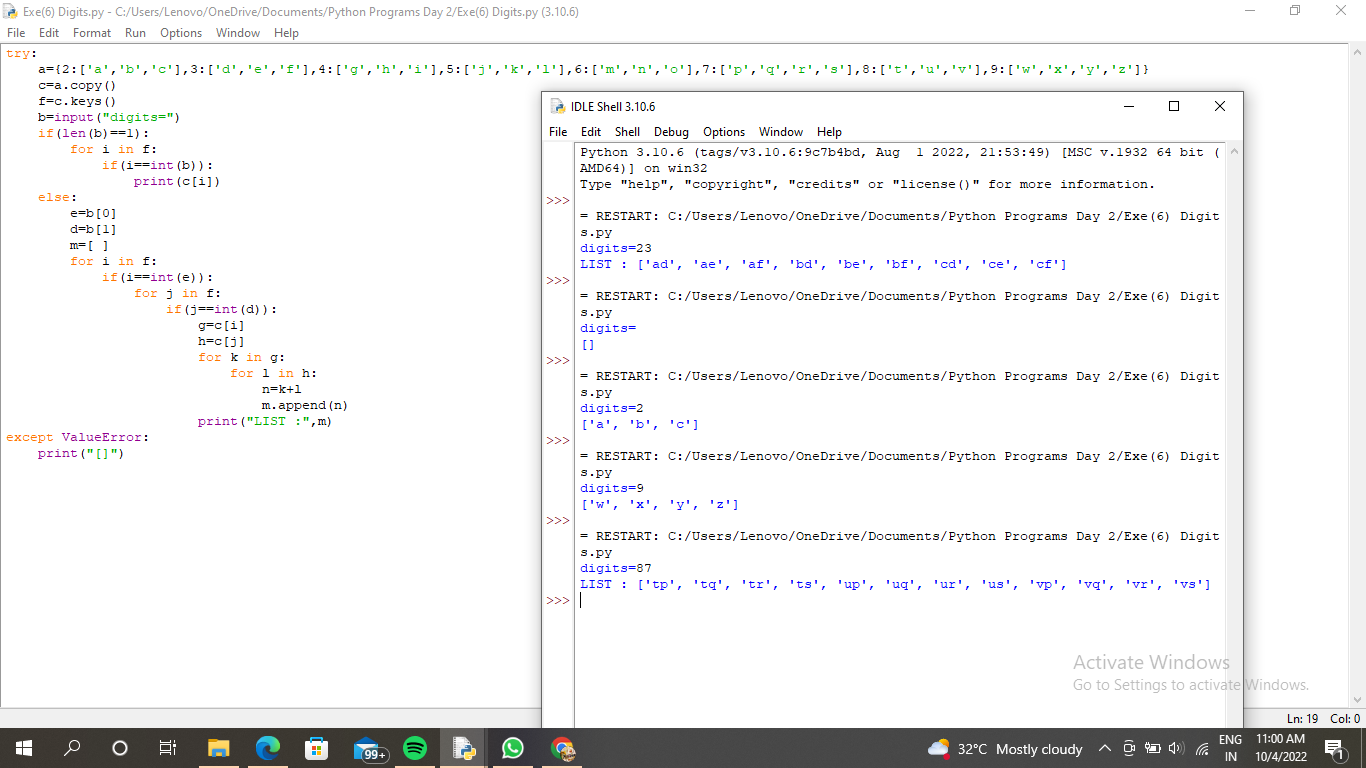 Exe(6) Digits.py - C:/Users/Lenovo/OneDrive/Documents/Python Programs Day 2/Exe(6) Digits.py (3.10.6)
File Edit Format Run Options Window Help
try:
    a={2:['a','b','c'],3:['d','e','f'],4:['g','h','i'],5:['j','k','l'],6:['m','n','o'],7:['p','q','r','s'],8:['t','u','v'],9:['w','x','y','z']}
    c=a.copy()
    f=c.keys()
    b=input("digits=")
    if(len(b)==1):
        for i in f:
            if(i==int(b)):
                print(c[i])
    else:
        e=b[0]
        d=b[1]
        m=[ ]
        for i in f:
            if(i==int(e)):
                for j in f:
                    if(j==int(d)):
                        g=c[i]
                        h=c[j]
                        for k in g:
                            for l in h:
                                n=k+l
                                m.append(n)
                        print("LIST :",m)
except ValueError:
    print("[]")
IDLE Shell 3.10.6
File Edit Shell Debug Options Window Help
Python 3.10.6 (tags/v3.10.6:9c7b4bd, Aug  1 2022, 21:53:49) [MSC v.1932 64 bit (
AMD64)] on win32
Type "help", "copyright", "credits" or "license()" for more information.
>>>
= RESTART: C:/Users/Lenovo/OneDrive/Documents/Python Programs Day 2/Exe(6) Digit
s.py
digits=23
LIST : ['ad', 'ae', 'af', 'bd', 'be', 'bf', 'cd', 'ce', 'cf']
>>>
= RESTART: C:/Users/Lenovo/OneDrive/Documents/Python Programs Day 2/Exe(6) Digit
s.py
digits=
[]
>>>
= RESTART: C:/Users/Lenovo/OneDrive/Documents/Python Programs Day 2/Exe(6) Digit
s.py
digits=2
['a', 'b', 'c']
>>>
= RESTART: C:/Users/Lenovo/OneDrive/Documents/Python Programs Day 2/Exe(6) Digit
s.py
digits=9
['w', 'x', 'y', 'z']
>>>
= RESTART: C:/Users/Lenovo/OneDrive/Documents/Python Programs Day 2/Exe(6) Digit
s.py
digits=87
LIST : ['tp', 'tq', 'tr', 'ts', 'up', 'uq', 'ur', 'us', 'vp', 'vq', 'vr', 'vs']
>>>
Activate Windows
Go to Settings to activate Windows.
Ln: 19 Col: 0
99+
32°C Mostly cloudy
ENG
IN
11:00 AM
10/4/2022
1